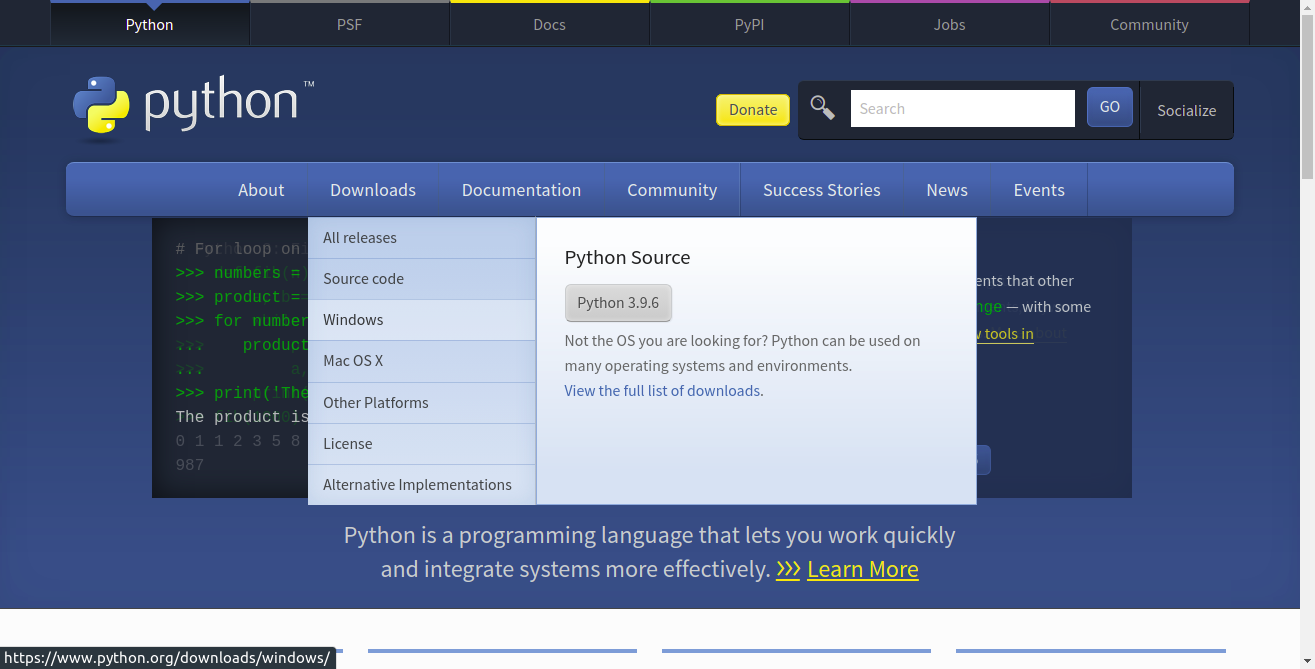 Python
PSF
Docs
PyPI
Jobs
Community
python™
Donate
Search
GO
Socialize
About
Downloads
Documentation
Community
Success Stories
News
Events
# For loop on
>>> numbers =
>>> product =
>>> for number
... product
...
>>> print('The
The product is
0 1 1 2 3 5 8
987
All releases
Source code
Windows
Mac OS X
Other Platforms
License
Alternative Implementations
Python Source
Python 3.9.6
Not the OS you are looking for? Python can be used on
many operating systems and environments.
View the full list of downloads.
ents that other
nge — with some
tools in
Python is a programming language that lets you work quickly
and integrate systems more effectively. >>> Learn More
https://www.python.org/downloads/windows/